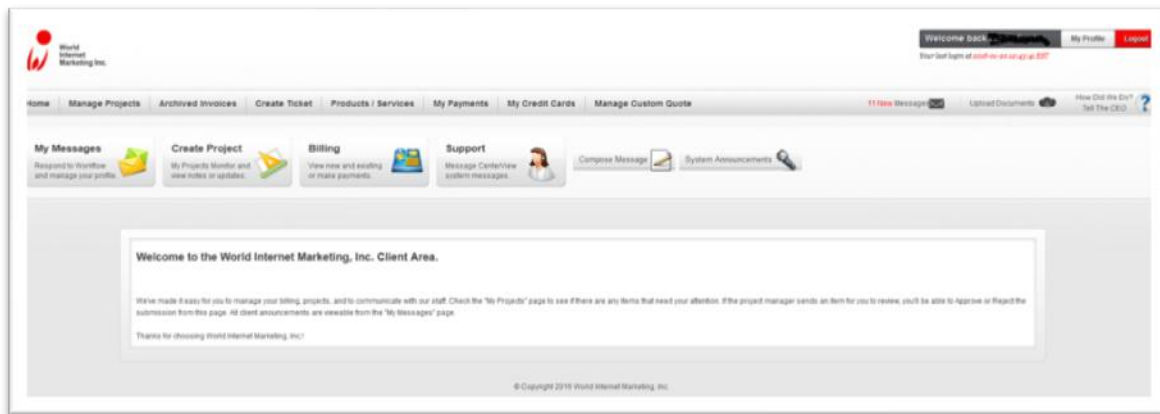 World
Internet
Marketing Inc.
Welcome back
My Profile
Logout
Your last login at
Home
Manage Projects
Archived Invoices
Create Ticket
Products / Services
My Payments
My Credit Cards
Manage Custom Quote
11 New Messages
Upload Documents
How Did We Do?
Tell The CEO
My Messages
Respond to Workflow
and manage your profile.
Create Project
My Projects Monitor and
view notes or updates.
Billing
View new and existing
or make payments.
Support
Message CenterView
system messages.
Compose Message
System Announcements
Welcome to the World Internet Marketing, Inc. Client Area.
We've made it easy for you to manage your billing, projects, and to communicate with our staff. Check the "My Projects" page to see if there are any items that need your attention. If the project manager sends an item for you to review, you'll be able to Approve or Reject the
submission from this page. All client anouncements are viewable from the "My Messages" page.
Thanks for choosing World Internet Marketing, Inc.!
© Copyright 2016 World Internet Marketing, Inc.